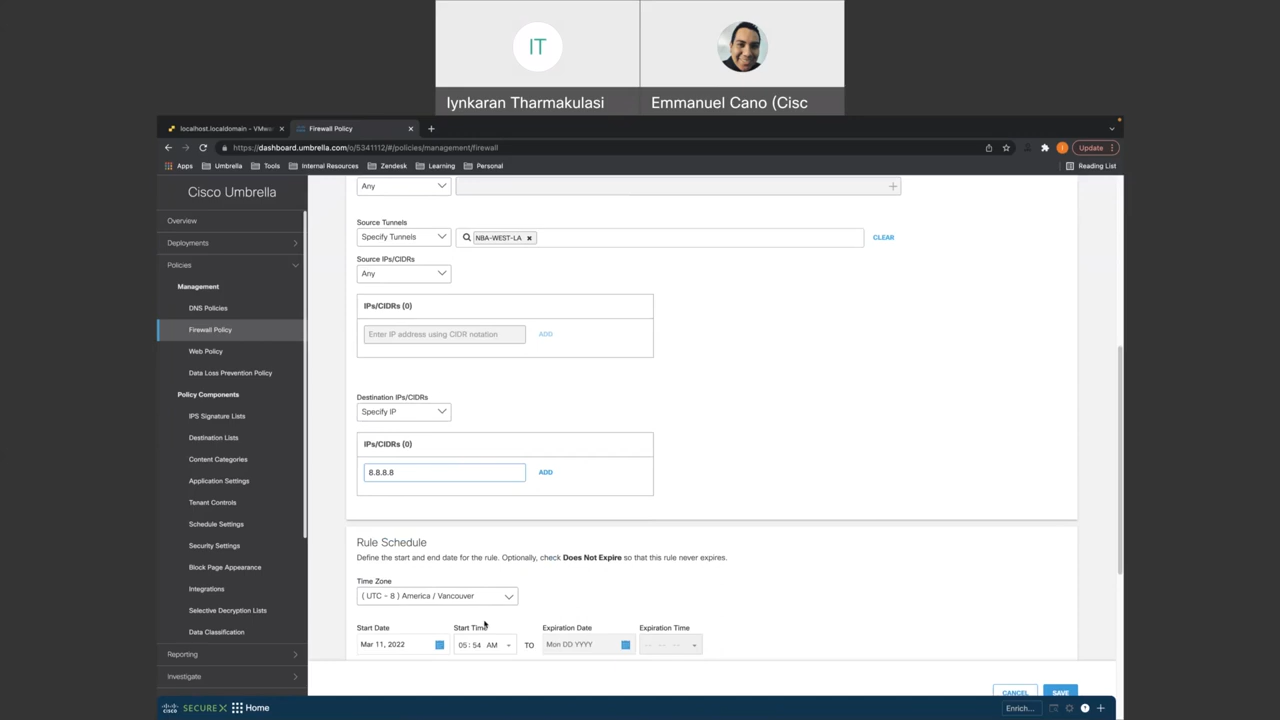 IT
Iynkaran Tharmakulasi
Emmanuel Cano (Cisc
localhost.localdomain - VMwa
Firewall Policy
https://dashboard.umbrella.com/o/5341112/#/policies/management/firewall
Update
Apps
Umbrella
Tools
Internal Resources
Zendesk
Learning
Personal
Reading List
Cisco Umbrella
Overview
Deployments
Policies
Management
DNS Policies
Firewall Policy
Web Policy
Data Loss Prevention Policy
Policy Components
IPS Signature Lists
Destination Lists
Content Categories
Application Settings
Tenant Controls
Schedule Settings
Security Settings
Block Page Appearance
Integrations
Selective Decryption Lists
Data Classification
Reporting
Investigate
Any
Source Tunnels
Specify Tunnels
NBA-WEST-LA
CLEAR
Source IPs/CIDRs
Any
IPs/CIDRs (0)
Enter IP address using CIDR notation
ADD
Destination IPs/CIDRs
Specify IP
IPs/CIDRs (0)
8.8.8.8
ADD
Rule Schedule
Define the start and end date for the rule. Optionally, check Does Not Expire so that this rule never expires.
Time Zone
( UTC - 8 ) America / Vancouver
Start Date
Start Time
Expiration Date
Expiration Time
Mar 11, 2022
05 : 54 AM
TO
Mon DD YYYY
CANCEL
SAVE
cisco SECUREX
Home
Enrich...